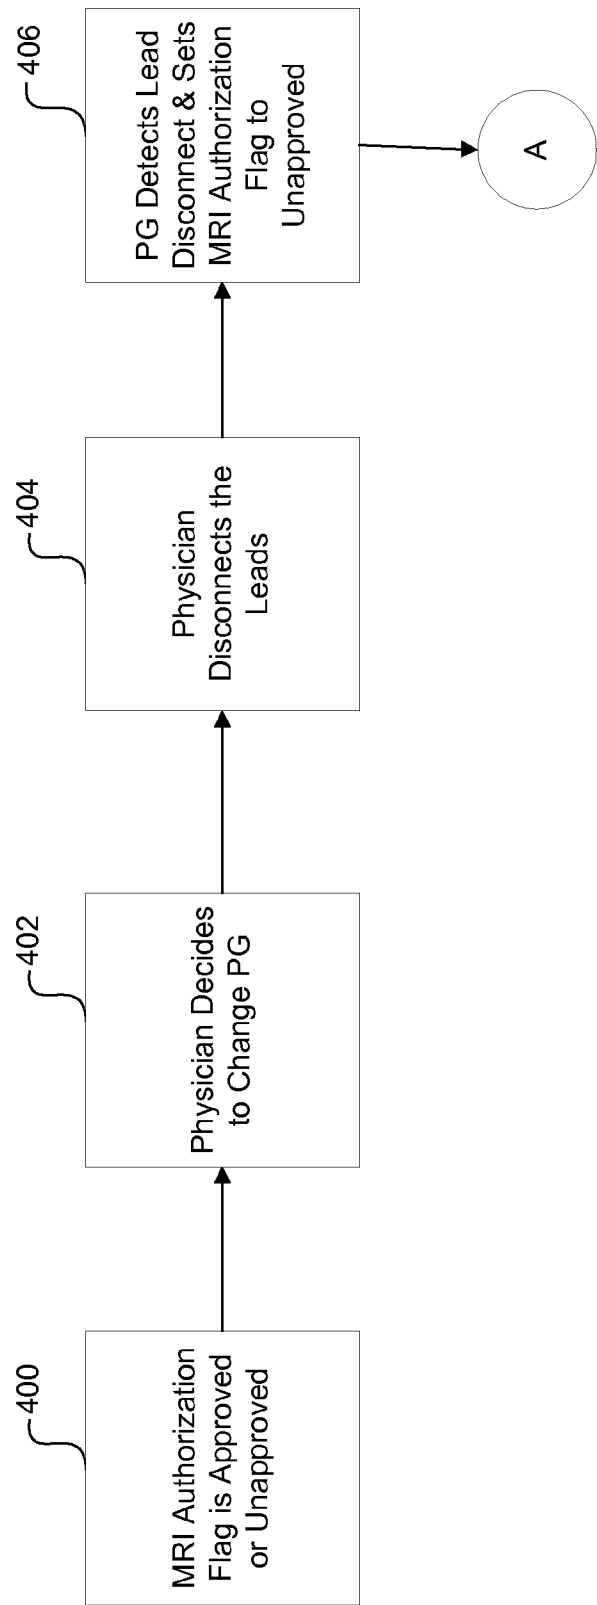 400
MRI Authorization
Flag is Approved
or Unapproved
402
Physician Decides
to Change PG
404
Physician
Disconnects the
Leads
406
PG Detects Lead
Disconnect & Sets
MRI Authorization
Flag to
Unapproved
A